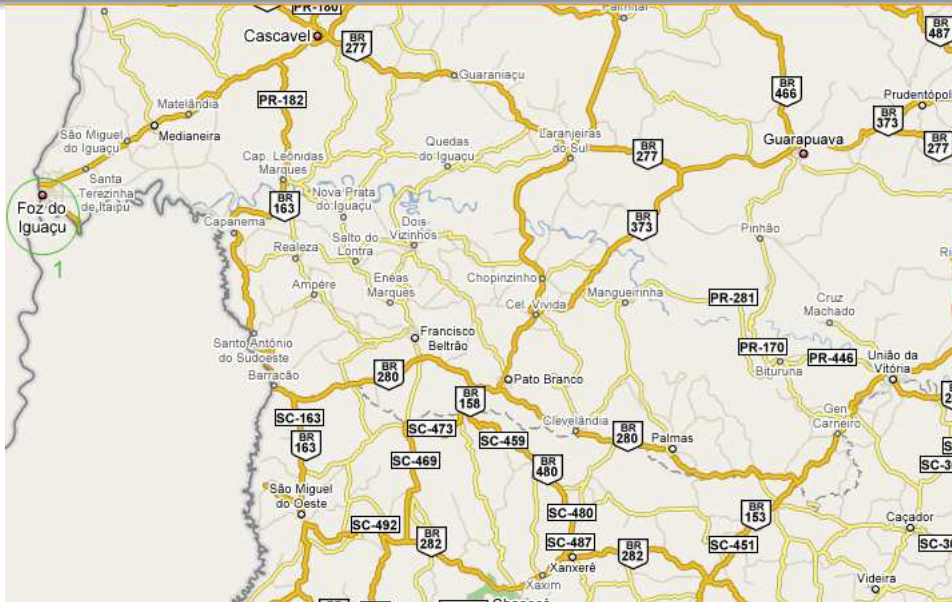 PR-180
Palmital
Cascavel
BR
277
BR
487
Guaraniaçu
PR-182
BR
466
Prudentópol
Matelândia
Medianeira
BR
373
São Miguel
do Iguaçu
Quedas
do Iguaçu
Laranjeiras
do Sul
BR
277
Guarapuava
BR
277
Cap. Leônidas
Marques
Santa
Terezinha
de Itaipu
Nova Prata
do Iguaçu
BR
163
Foz do
Iguaçu
Capanema
Dois
Vizinhos
BR
373
Pinhão
Realeza
Salto do
Lontra
1
Ampére
Enéas
Marques
Chopinzinho
Mangueirinha
PR-281
Cel. Vivida
Cruz
Machado
Santo Antônio
do Sudoeste
Francisco
Beltrão
PR-170
PR-446
Bituruna
União da
Vitória
Barracão
BR
280
Pato Branco
BR
158
SC-163
SC-473
Clevelândia
BR
280
Gen
Carneiro
BR
163
SC-459
Palmas
SC-469
BR
480
São Miguel
do Oeste
BR
153
SC-480
Caçador
SC-492
BR
282
SC-487
BR
282
SC-451
Xanxerê
Xaxim
Videira